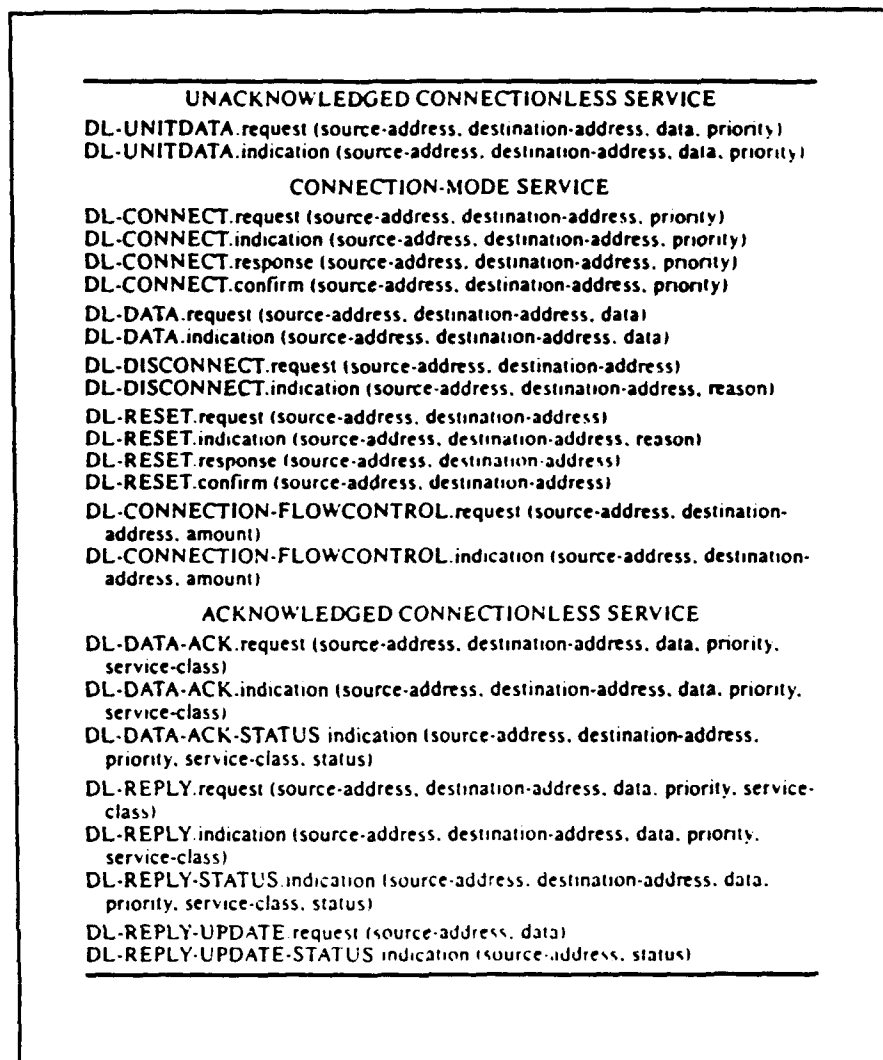 UNACKNOWLEDGED CONNECTIONLESS SERVICE
DL-UNITDATA.request (source-address, destination-address, data, priority)
DL-UNITDATA.indication (source-address, destination-address, data, priority)
CONNECTION-MODE SERVICE
DL-CONNECT.request (source-address, destination-address, priority)
DL-CONNECT.indication (source-address, destination-address, priority)
DL-CONNECT.response (source-address, destination-address, priority)
DL-CONNECT.confirm (source-address, destination-address, priority)
DL-DATA.request (source-address, destination-address, data)
DL-DATA.indication (source-address, destination-address, data)
DL-DISCONNECT.request (source-address, destination-address)
DL-DISCONNECT.indication (source-address, destination-address, reason)
DL-RESET.request (source-address, destination-address)
DL-RESET.indication (source-address, destination-address, reason)
DL-RESET.response (source-address, destination-address)
DL-RESET.confirm (source-address, destination-address)
DL-CONNECTION-FLOWCONTROL.request (source-address, destination-
address, amount)
DL-CONNECTION-FLOWCONTROL.indication (source-address, destination-
address, amount)
ACKNOWLEDGED CONNECTIONLESS SERVICE
DL-DATA-ACK.request (source-address, destination-address, data, priority,
service-class)
DL-DATA-ACK.indication (source-address, destination-address, data, priority,
service-class)
DL-DATA-ACK-STATUS indication (source-address, destination-address,
priority, service-class, status)
DL-REPLY.request (source-address, destination-address, data, priority, service-
class)
DL-REPLY.indication (source-address, destination-address, data, priority,
service-class)
DL-REPLY-STATUS.indication (source-address, destination-address, data,
priority, service-class, status)
DL-REPLY-UPDATE.request (source-address, data)
DL-REPLY-UPDATE-STATUS indication (source-address, status)